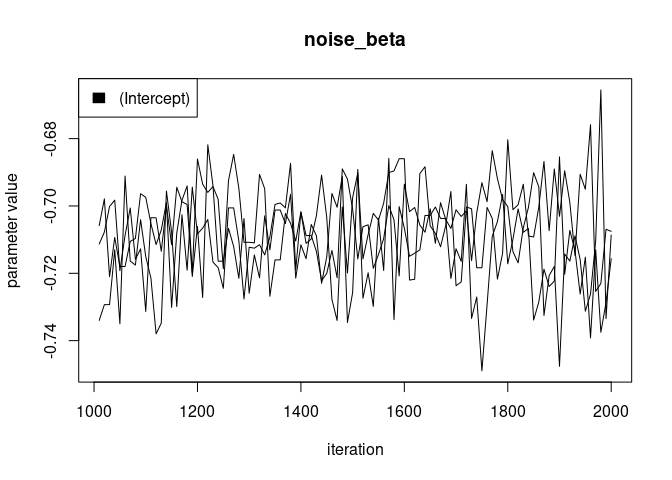 noise_beta
(Intercept)
parameter value
-0.68
-0.70
-0.72
-0.74
1000 1200 1400 1600 1800 2000
iteration